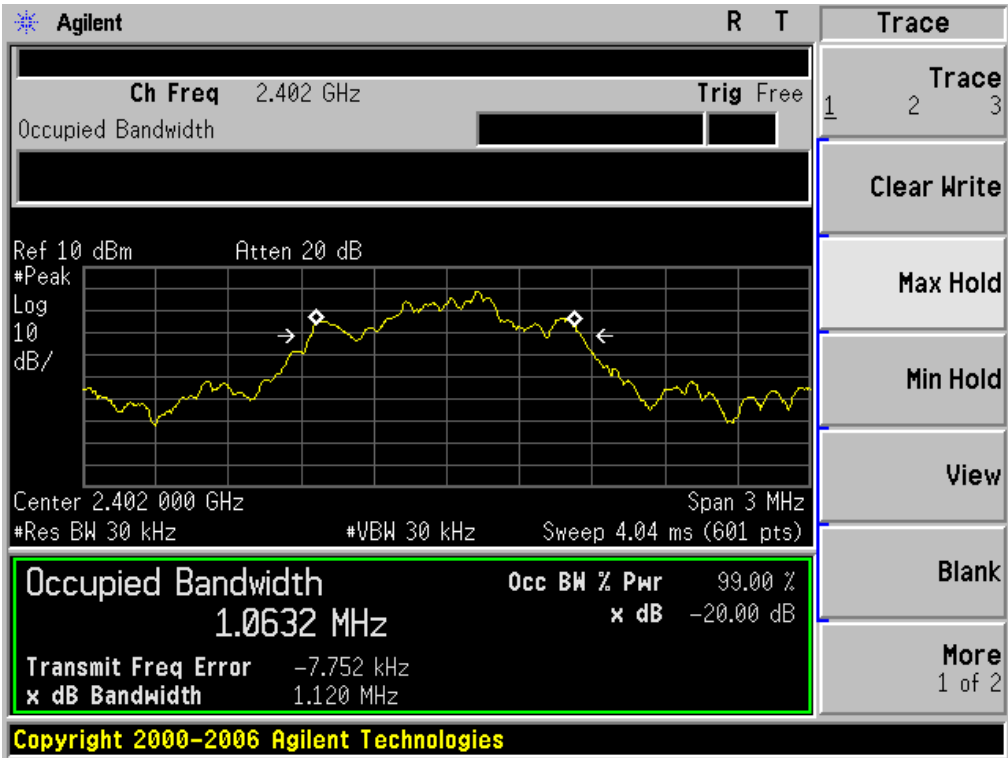 Agilent R T
Trace
Ch Freq 2.402 GHz Trig Free
Occupied Bandwidth
Trace
1 2 3
Clear Write
Max Hold
Min Hold
View
Blank
More
1 of 2
Ref 10 dBm Atten 20 dB
#Peak
Log
10
dB/
Center 2.402 000 GHz Span 3 MHz
#Res BW 30 kHz #VBW 30 kHz Sweep 4.04 ms (601 pts)
Occupied Bandwidth Occ BW % Pwr 99.00 %
1.0632 MHz x dB -20.00 dB
Transmit Freq Error -7.752 kHz
x dB Bandwidth 1.120 MHz
Copyright 2000-2006 Agilent Technologies